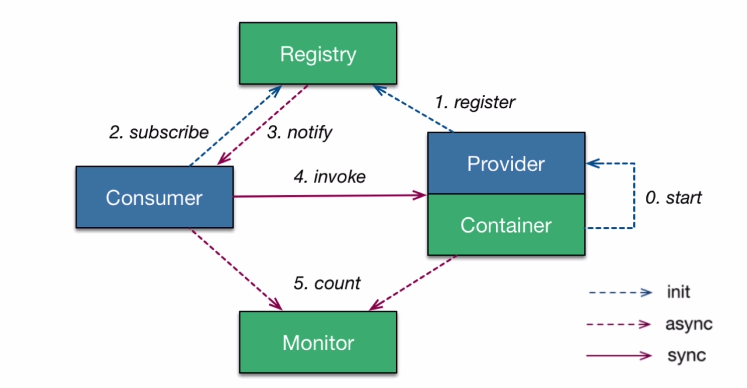 Registry
1. register
2. subscribe
3. notify
Provider
4. invoke
Consumer
0. start
Container
5. count
init
async
Monitor
sync